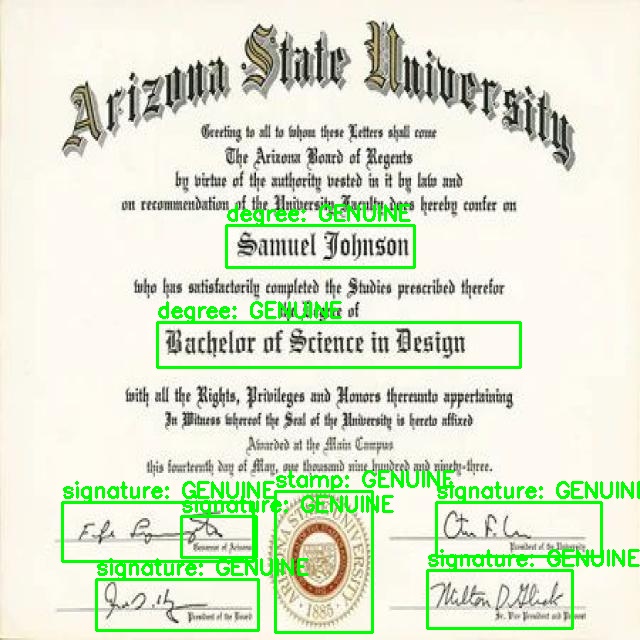 Arizona State University
Greeting to all to whom these Letters shall come
The Arizona Board of Regents
by virtue of the authority vested in it by law and
on recommendation of the University Faculty does hereby confer on
degree: GENUINE
Samuel Johnson
who has satisfactorily completed the Studies prescribed therefor
the Degree of
degree: GENUINE
Bachelor of Science in Design
with all the Rights, Privileges and Honors thereunto appertaining
In Witness whereof the Seal of the University is hereto affixed
Awarded at the Main Campus
this fourteenth day of May, one thousand nine hundred and ninety-three.
stamp: GENUINE
signature: GENUINE
signature: GENUINE
signature: GENUINE
Governor of Arizona
President of the University
ARIZONA STATE UNIVERSITY
1885
signature: GENUINE
signature: GENUINE
Milton D. Glick
President of the Board
Sr. Vice President and Provost